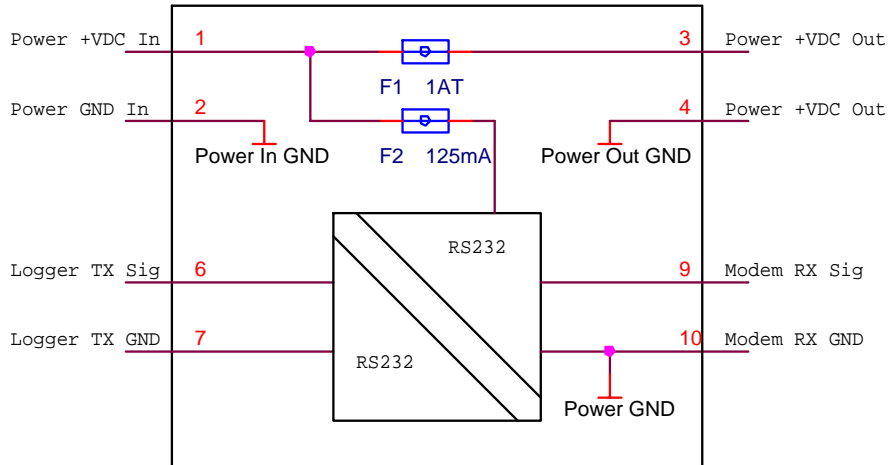 Power +VDC In 1 3 Power +VDC Out
F1 1AT
Power GND In 2 4 Power +VDC Out
Power In GND F2 125mA Power Out GND
RS232
Logger TX Sig 6 9 Modem RX Sig
Logger TX GND 7 10 Modem RX GND
RS232
Power GND